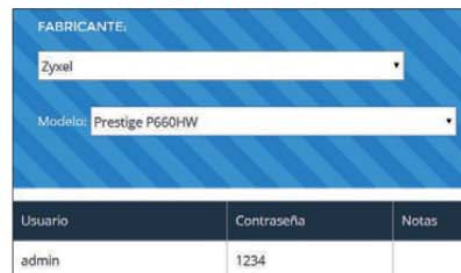 FABRICANTE:
Zyxel
Modelo: Prestige P660HW
Usuario Contraseña Notas
admin 1234